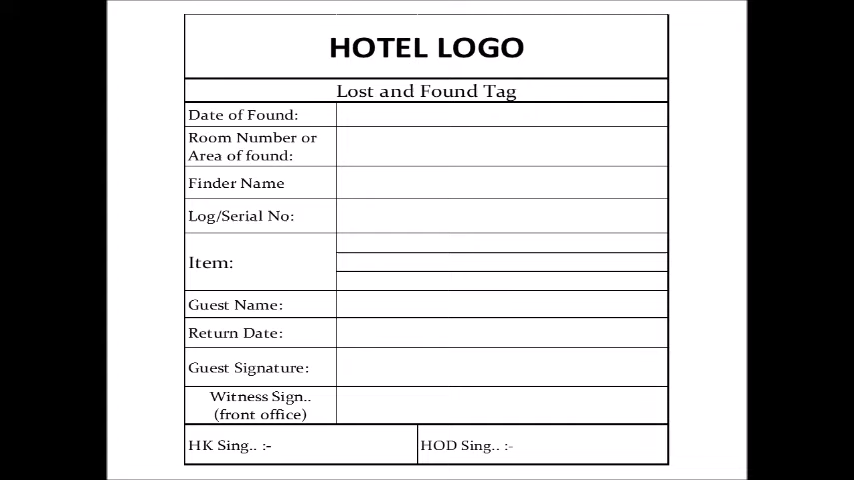 HOTEL LOGO
Lost and Found Tag
Date of Found:
Room Number or
Area of found:
Finder Name
Log/Serial No:
Item:
Guest Name:
Return Date:
Guest Signature:
Witness Sign..
(front office)
HK Sing.. :-
HOD Sing.. :-